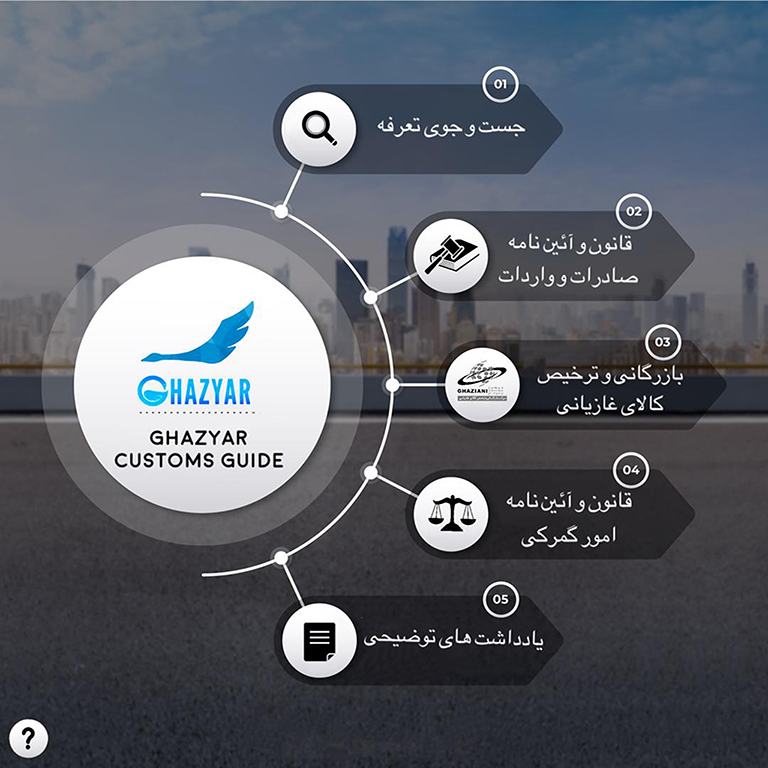 01
جست و جوی تعرفه
02
قانون و آئین نامه
صادرات و واردات
GHAZYAR
GHAZYAR
CUSTOMS GUIDE
03
بازرگانی و ترخیص
کالای غازیانی
GHAZIANI
04
قانون و آئین نامه
امور گمرکی
05
یادداشت های توضیحی
?